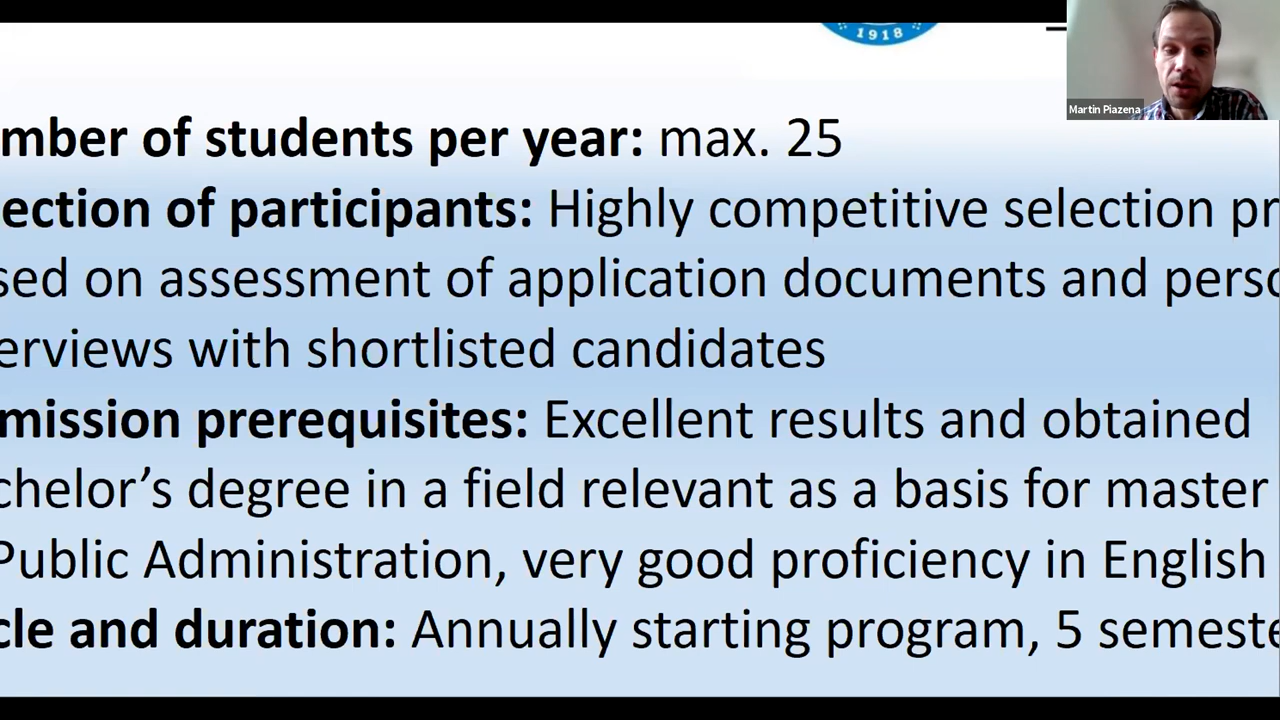 1918
Martin Piazena
mber of students per year: max. 25
ection of participants: Highly competitive selection pr
sed on assessment of application documents and perso
erviews with shortlisted candidates
mission prerequisites: Excellent results and obtained
chelor’s degree in a field relevant as a basis for master
Public Administration, very good proficiency in English
cle and duration: Annually starting program, 5 semeste